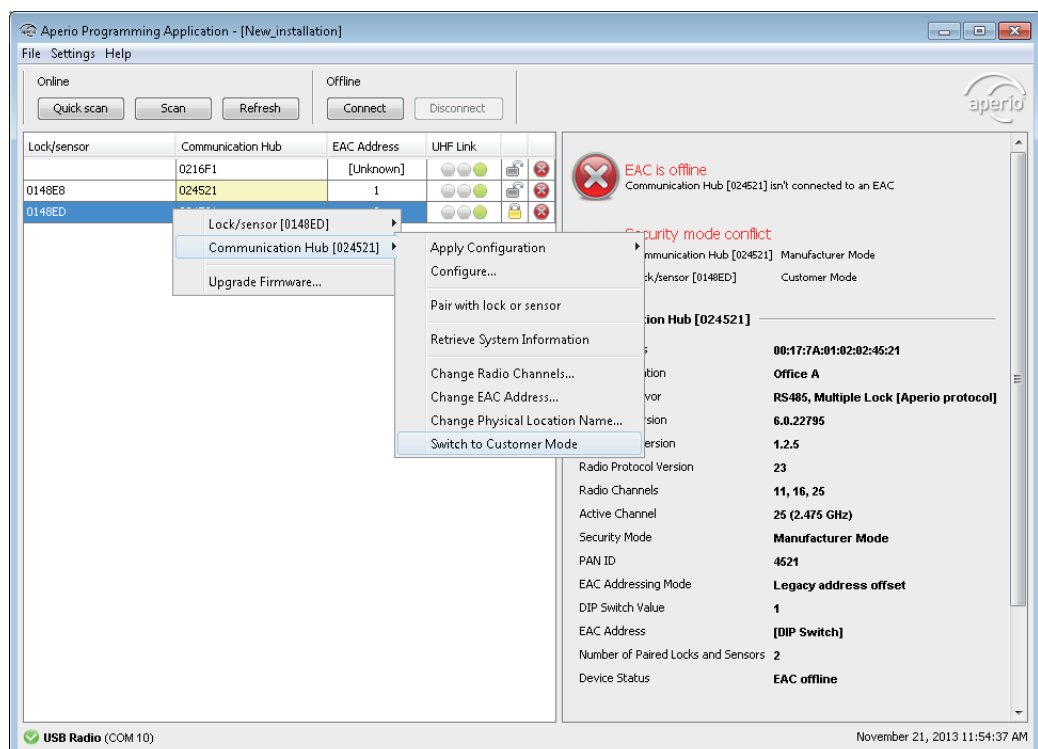 Aperio Programming Application - [New_installation]
File Settings Help
Online Offline
Quick scan Scan Refresh Connect Disconnect
aperio
Lock/sensor Communication Hub EAC Address UHF Link
0216F1 [Unknown]
0148E8 024521 1
0148ED
Lock/sensor [0148ED]
Communication Hub [024521]
Upgrade Firmware...
Apply Configuration
Configure...
Pair with lock or sensor
Retrieve System Information
Change Radio Channels...
Change EAC Address...
Change Physical Location Name...
Switch to Customer Mode
EAC is offline
Communication Hub [024521] isn't connected to an EAC
Security mode conflict
mmunication Hub [024521] Manufacturer Mode
ck/sensor [0148ED] Customer Mode
ion Hub [024521]
s 00:17:7A:01:02:02:45:21
ation Office A
vor RS485, Multiple Lock [Aperio protocol]
rsion 6.0.22795
ersion 1.2.5
Radio Protocol Version 23
Radio Channels 11, 16, 25
Active Channel 25 (2.475 GHz)
Security Mode Manufacturer Mode
PAN ID 4521
EAC Addressing Mode Legacy address offset
DIP Switch Value 1
EAC Address [DIP Switch]
Number of Paired Locks and Sensors 2
Device Status EAC offline
USB Radio (COM 10) November 21, 2013 11:54:37 AM